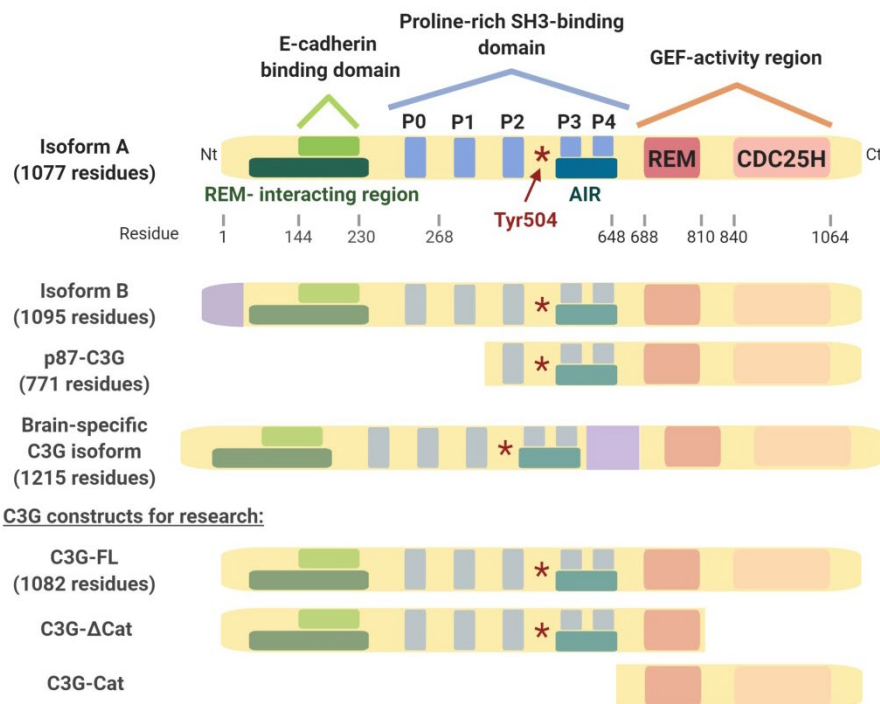 Proline-rich SH3-binding
domain
E-cadherin
binding domain
GEF-activity region
P0 P1 P2 P3 P4
Isoform A
(1077 residues)
Nt
*
REM
CDC25H
Ct
REM- interacting region
Tyr504
AIR
Residue
1 144 230 268 648 688 810 840 1064
Isoform B
(1095 residues)
*
p87-C3G
(771 residues)
*
Brain-specific
C3G isoform
(1215 residues)
*
C3G constructs for research:
C3G-FL
(1082 residues)
*
C3G-ΔCat
*
C3G-Cat